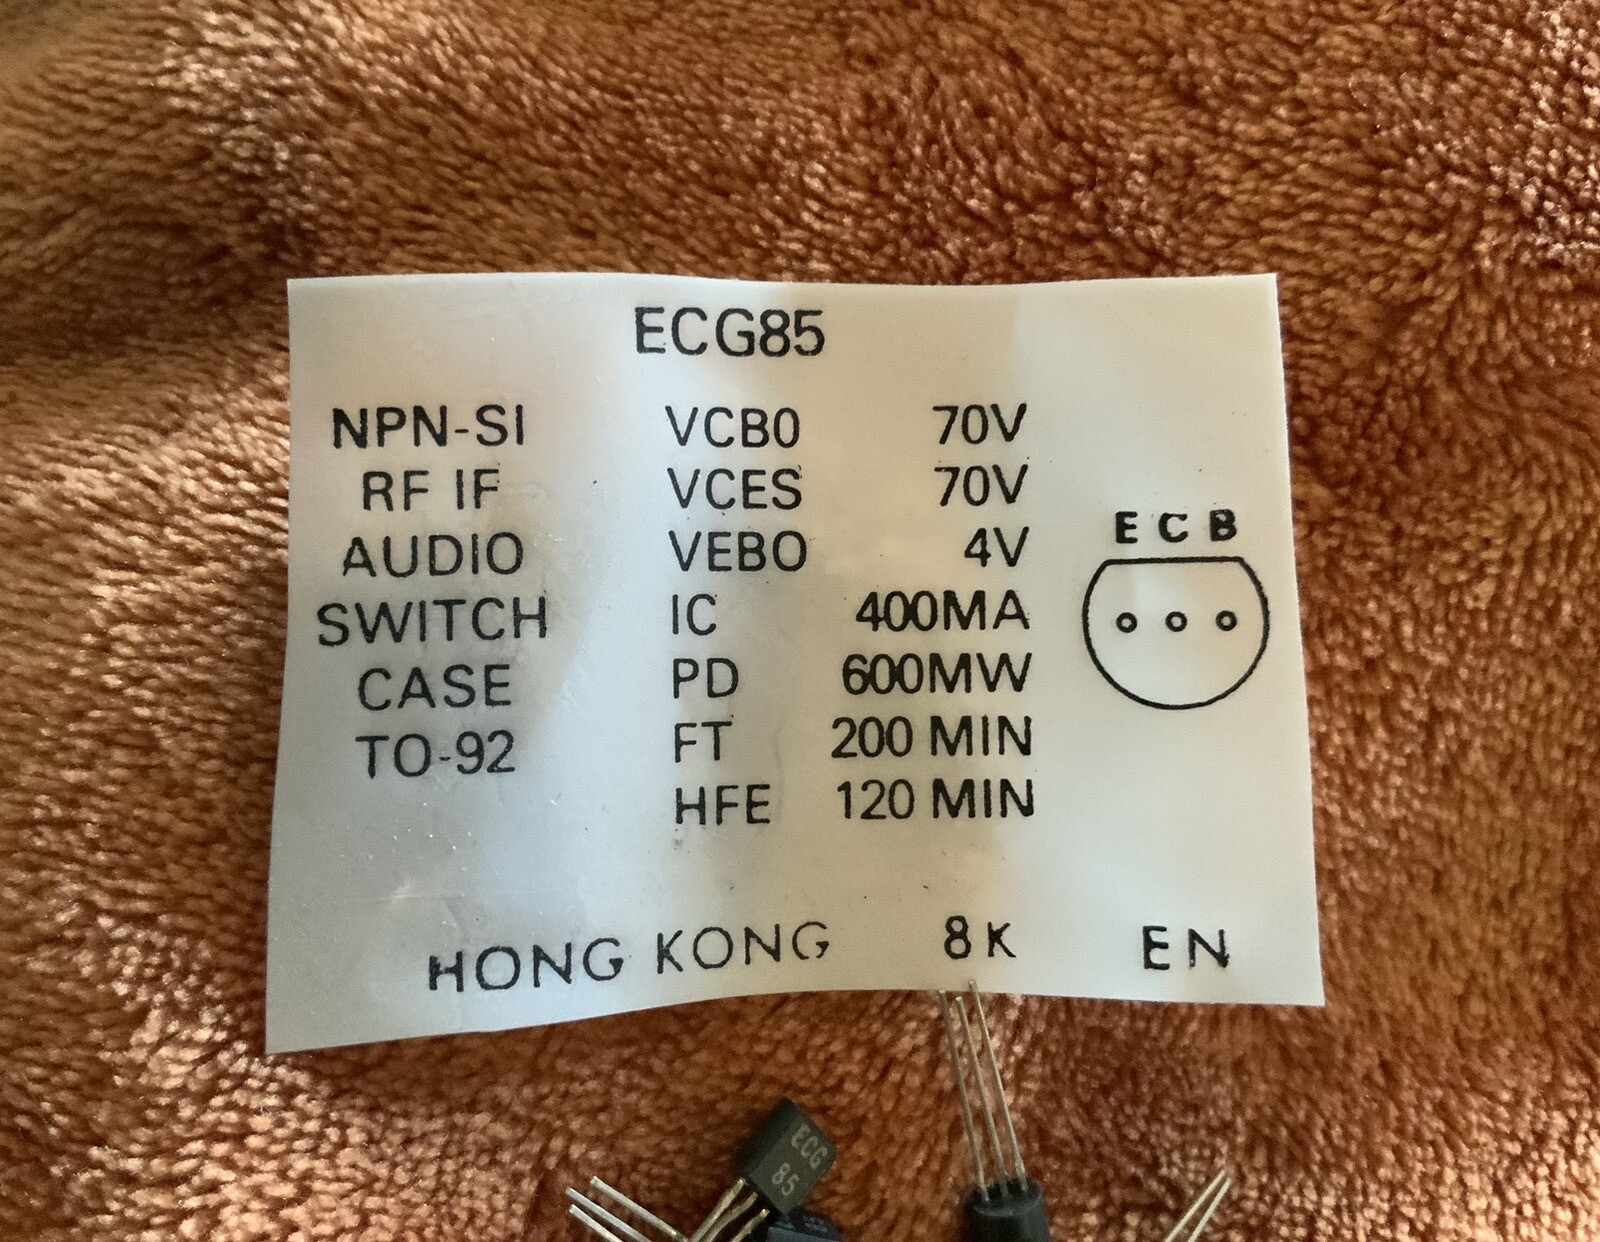 ECG85
NPN-SI VCB0 70V
RF IF VCES 70V
AUDIO VEBO 4V
SWITCH IC 400MA
CASE PD 600MW
TO-92 FT 200 MIN
HFE 120 MIN
E C B
HONG KONG 8K EN
ECG
85